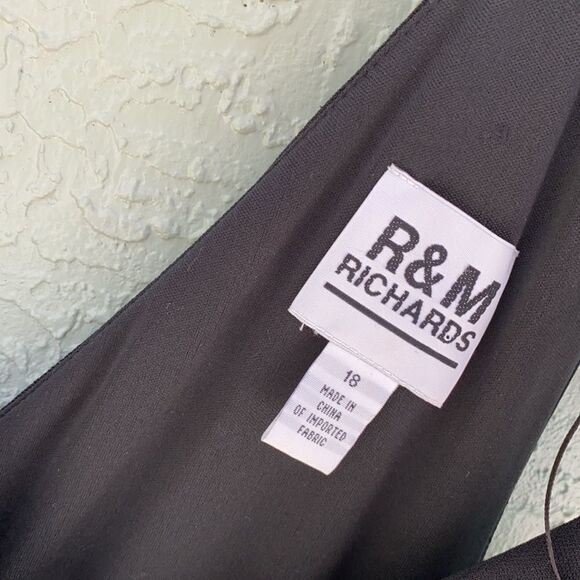 R&M
RICHARDS
18
MADE IN
CHINA
OF IMPORTED
FABRIC